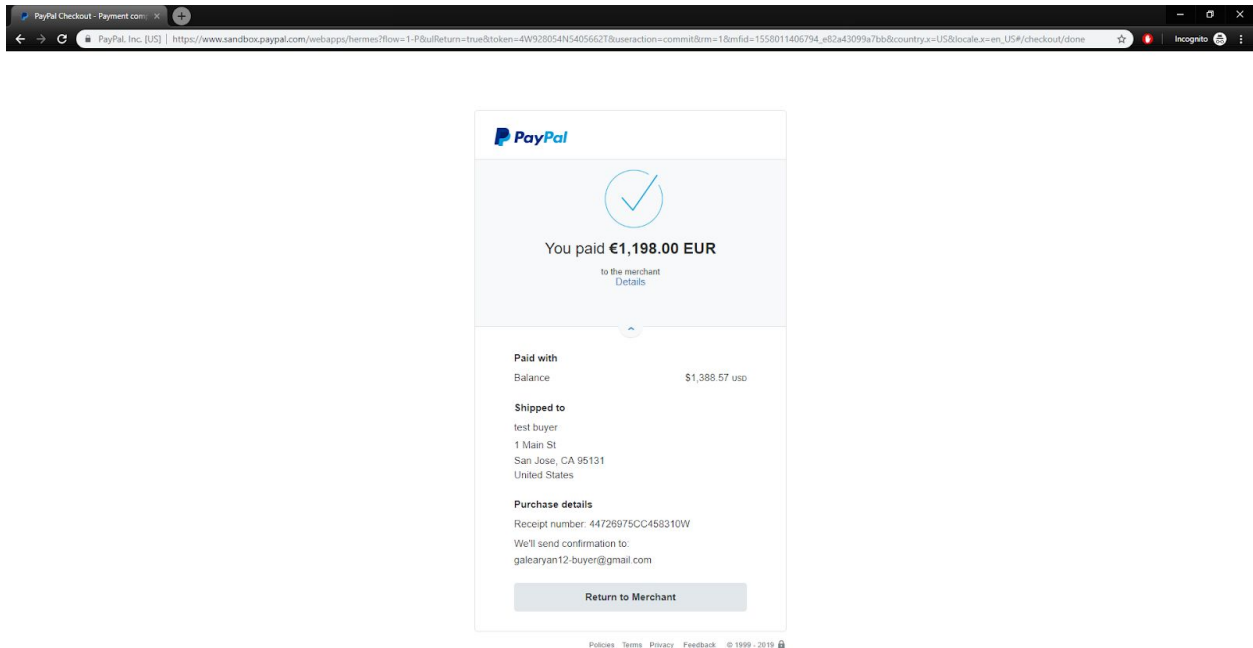 PayPal Checkout - Payment com
PayPal, Inc. [US] | https://www.sandbox.paypal.com/webapps/hermes?flow=1-P&ulReturn=true&token=4W928054N5405662T&useraction=commit&rm=1&mfid=1558011406794_e82a43099a7bb&country.x=US&locale.x=en_US#/checkout/done
Incognito
PayPal
You paid €1,198.00 EUR
to the merchant
Details
Paid with
Balance $1,388.57 USD
Shipped to
test buyer
1 Main St
San Jose, CA 95131
United States
Purchase details
Receipt number: 44726975CC458310W
We'll send confirmation to:
galearyan12-buyer@gmail.com
Return to Merchant
Policies Terms Privacy Feedback © 1999 - 2019